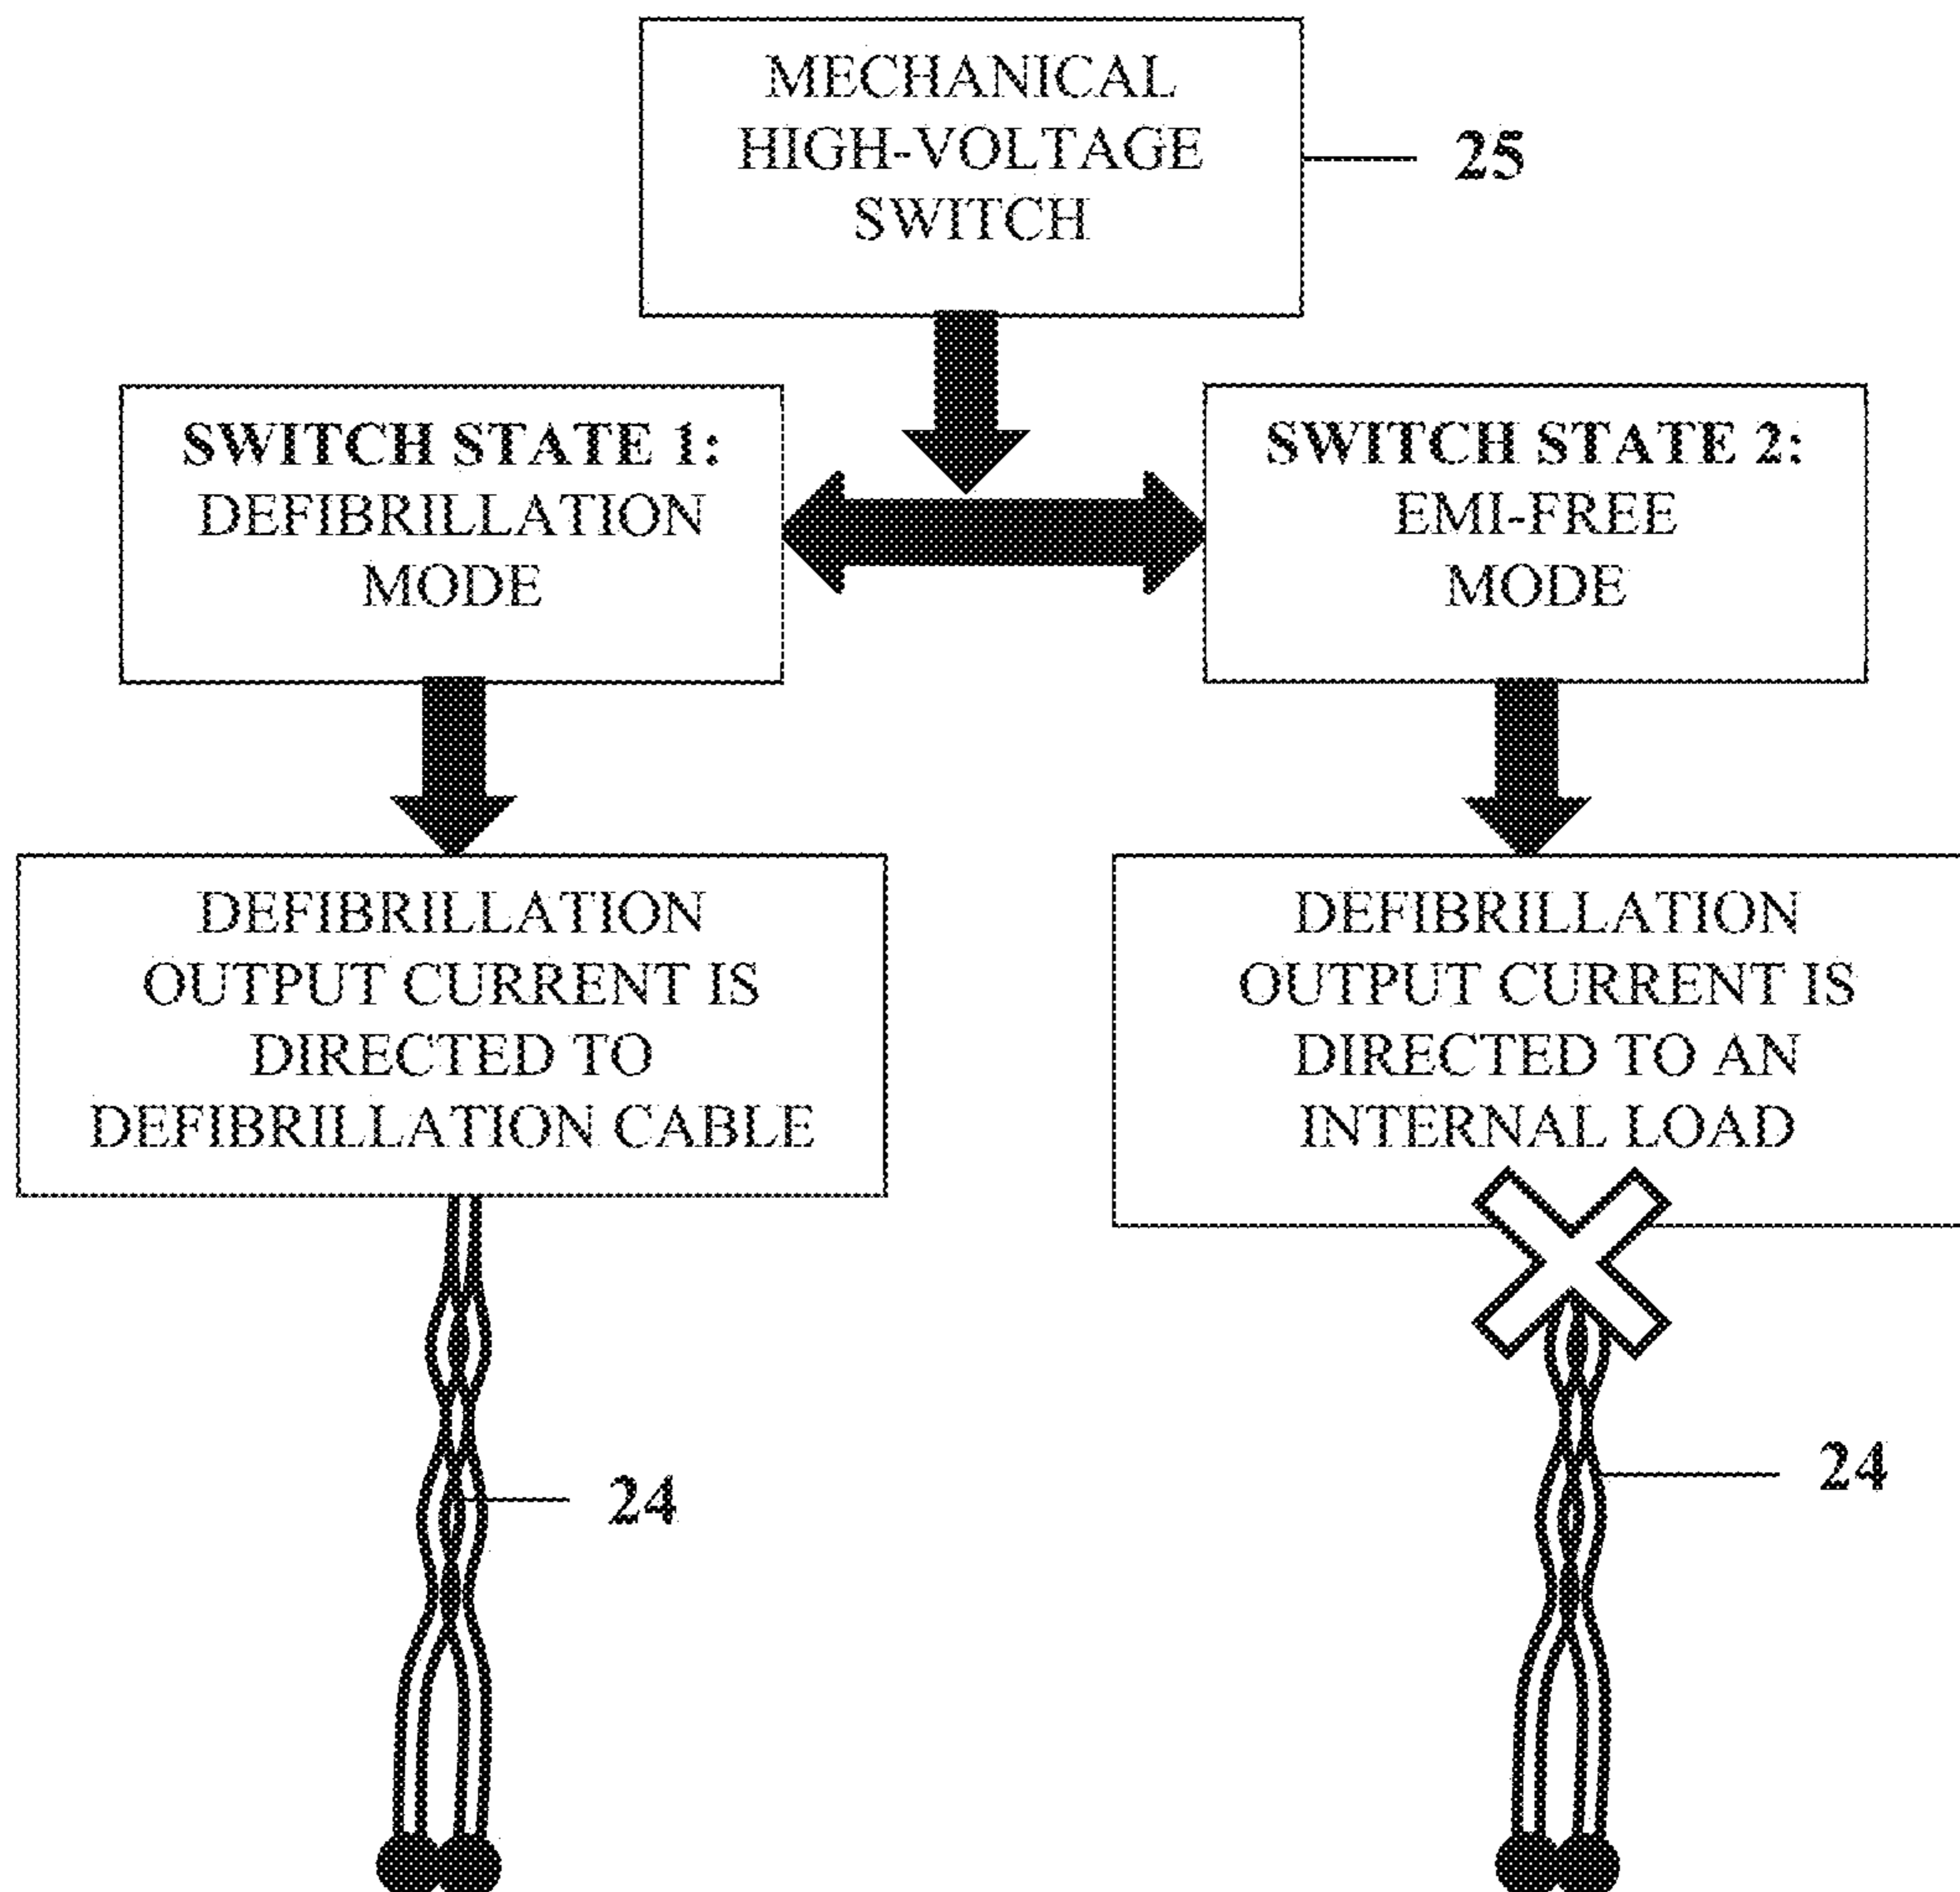 MECHANICAL
HIGH-VOLTAGE
SWITCH
25
SWITCH STATE 1:
DEFIBRILLATION
MODE
SWITCH STATE 2:
EMI-FREE
MODE
DEFIBRILLATION
OUTPUT CURRENT IS
DIRECTED TO
DEFIBRILLATION CABLE
DEFIBRILLATION
OUTPUT CURRENT IS
DIRECTED TO AN
INTERNAL LOAD
24
24